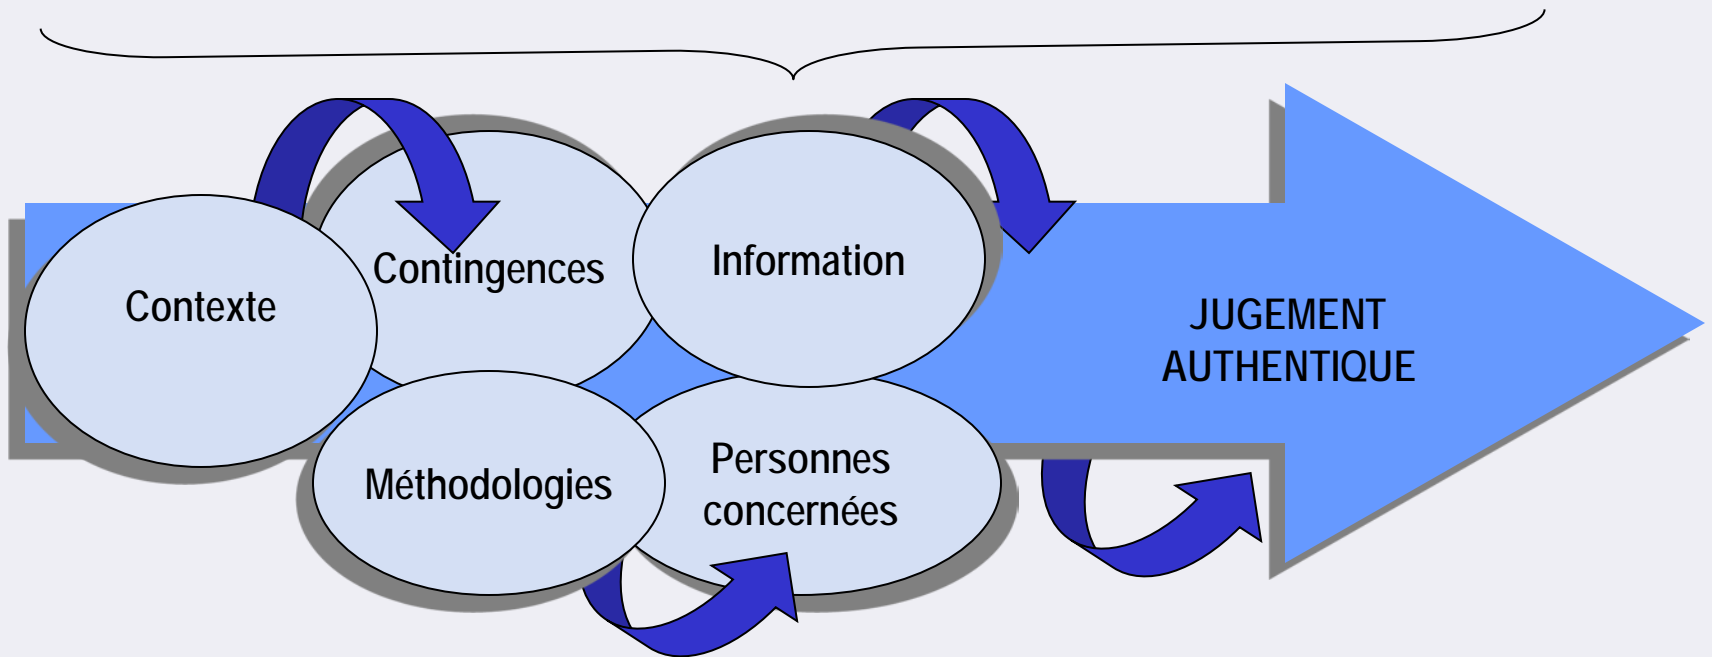 Contexte
Contingences
Information
Méthodologies
Personnes
concernées
JUGEMENT
AUTHENTIQUE